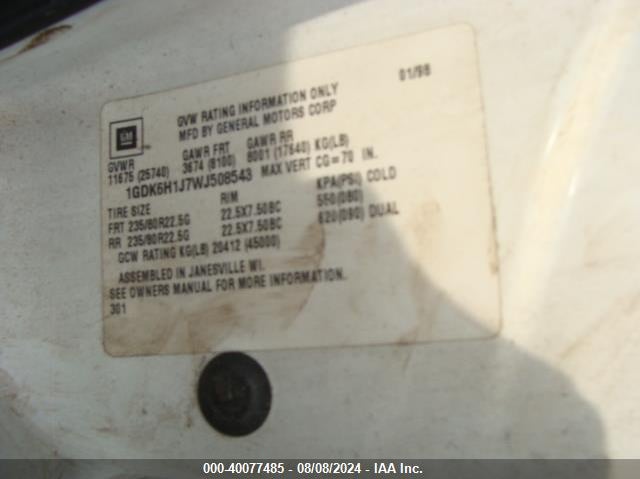 01/98
GVW RATING INFORMATION ONLY
MFD BY GENERAL MOTORS CORP
GM
GVWR GAWR FRT GAWR RR
11675 (25740) 3674 (8100) 8001 (17640) KG(LB)
1GDK6H1J7WJ508543 MAX VERT CG=70 IN.
TIRE SIZE RIM KPA(PSI) COLD
FRT 235/80R22.5G 22.5X7.50BC 550(080)
RR 235/80R22.5G 22.5X7.50BC 620(090) DUAL
GCW RATING KG(LB) 20412 (45000)
ASSEMBLED IN JANESVILLE WI.
SEE OWNERS MANUAL FOR MORE INFORMATION.
301
000-40077485 - 08/08/2024 - IAA Inc.